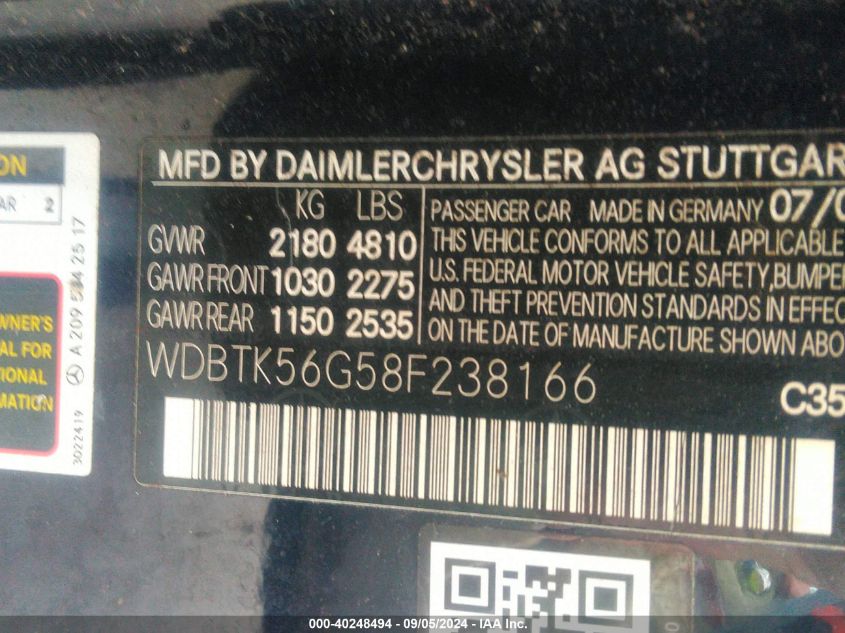 MFD BY DAIMLERCHRYSLER AG STUTTGAR
KG LBS
GVWR 2180 4810
GAWR FRONT 1030 2275
GAWR REAR 1150 2535
PASSENGER CAR MADE IN GERMANY 07/0
THIS VEHICLE CONFORMS TO ALL APPLICABLE
U.S. FEDERAL MOTOR VEHICLE SAFETY, BUMPER
AND THEFT PREVENTION STANDARDS IN EFFEC
ON THE DATE OF MANUFACTURE SHOWN ABO
WDBTK56G58F238166
C35
ON
AR 2
WNER'S
AL FOR
TIONAL
MATION
A 209 584 25 17
3022419
000-40248494 - 09/05/2024 - IAA Inc.